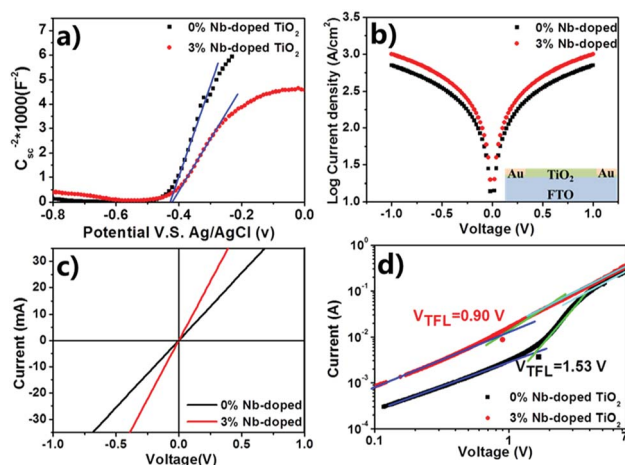 a)
0% Nb-doped TiO2
3% Nb-doped TiO2
Csc-2*1000(F-2)
7
6
5
4
3
2
1
0
-0.8 -0.6 -0.4 -0.2 0.0
Potential V.S. Ag/AgCl (v)
b)
0% Nb-doped
3% Nb-doped
Log Current density (A/cm2)
3.0
2.5
2.0
1.5
1.0
Au TiO2 Au
FTO
-1.0 -0.5 0.0 0.5 1.0
Voltage (V)
c)
Current (mA)
30
20
10
0
-10
-20
-30
0% Nb-doped
3% Nb-doped
-1.0 -0.5 0.0 0.5 1.0
Voltage(V)
d)
Current (A)
100
10-1
10-2
10-3
10-4
VTFL=0.90 V
VTFL=1.53 V
0% Nb-doped TiO2
3% Nb-doped TiO2
0.1 1
Voltage (V)